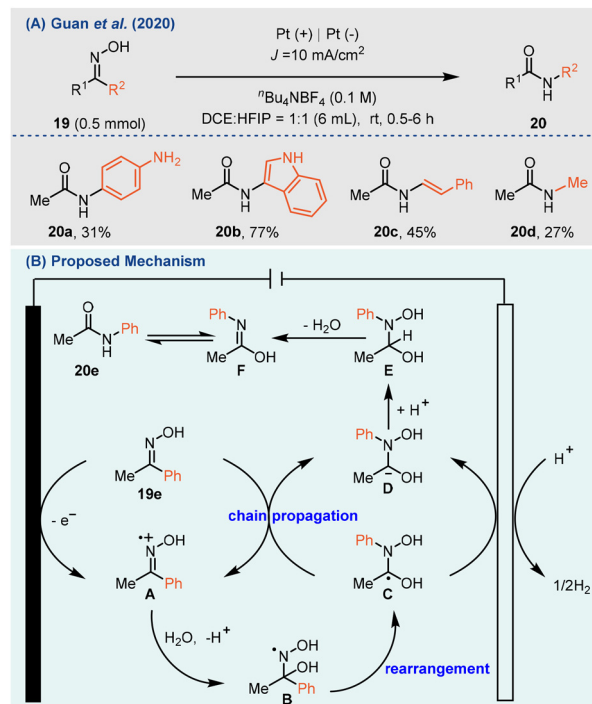 (A) Guan et al. (2020)
N OH
R1 R2
19 (0.5 mmol)
Pt (+) | Pt (-)
J =10 mA/cm2
nBu4NBF4 (0.1 M)
DCE:HFIP = 1:1 (6 mL), rt, 0.5-6 h
O
R1 N R2
H
20
O NH2
Me N
H
20a, 31%
O HN
Me N
H
20b, 77%
O
Me N Ph
H
20c, 45%
O
Me N Me
H
20d, 27%
(B) Proposed Mechanism
O
Me N Ph
H
20e
Ph N
Me OH
F
- H2O
Ph N OH
H
Me OH
E
+ H+
N OH
Me Ph
19e
Ph N OH
Me - OH
D
- e−
chain propagation
H+
•+
N OH
Me Ph
A
Ph N OH
Me • OH
C
1/2H2
H2O, -H+
• N OH
OH
Me Ph
B
rearrangement